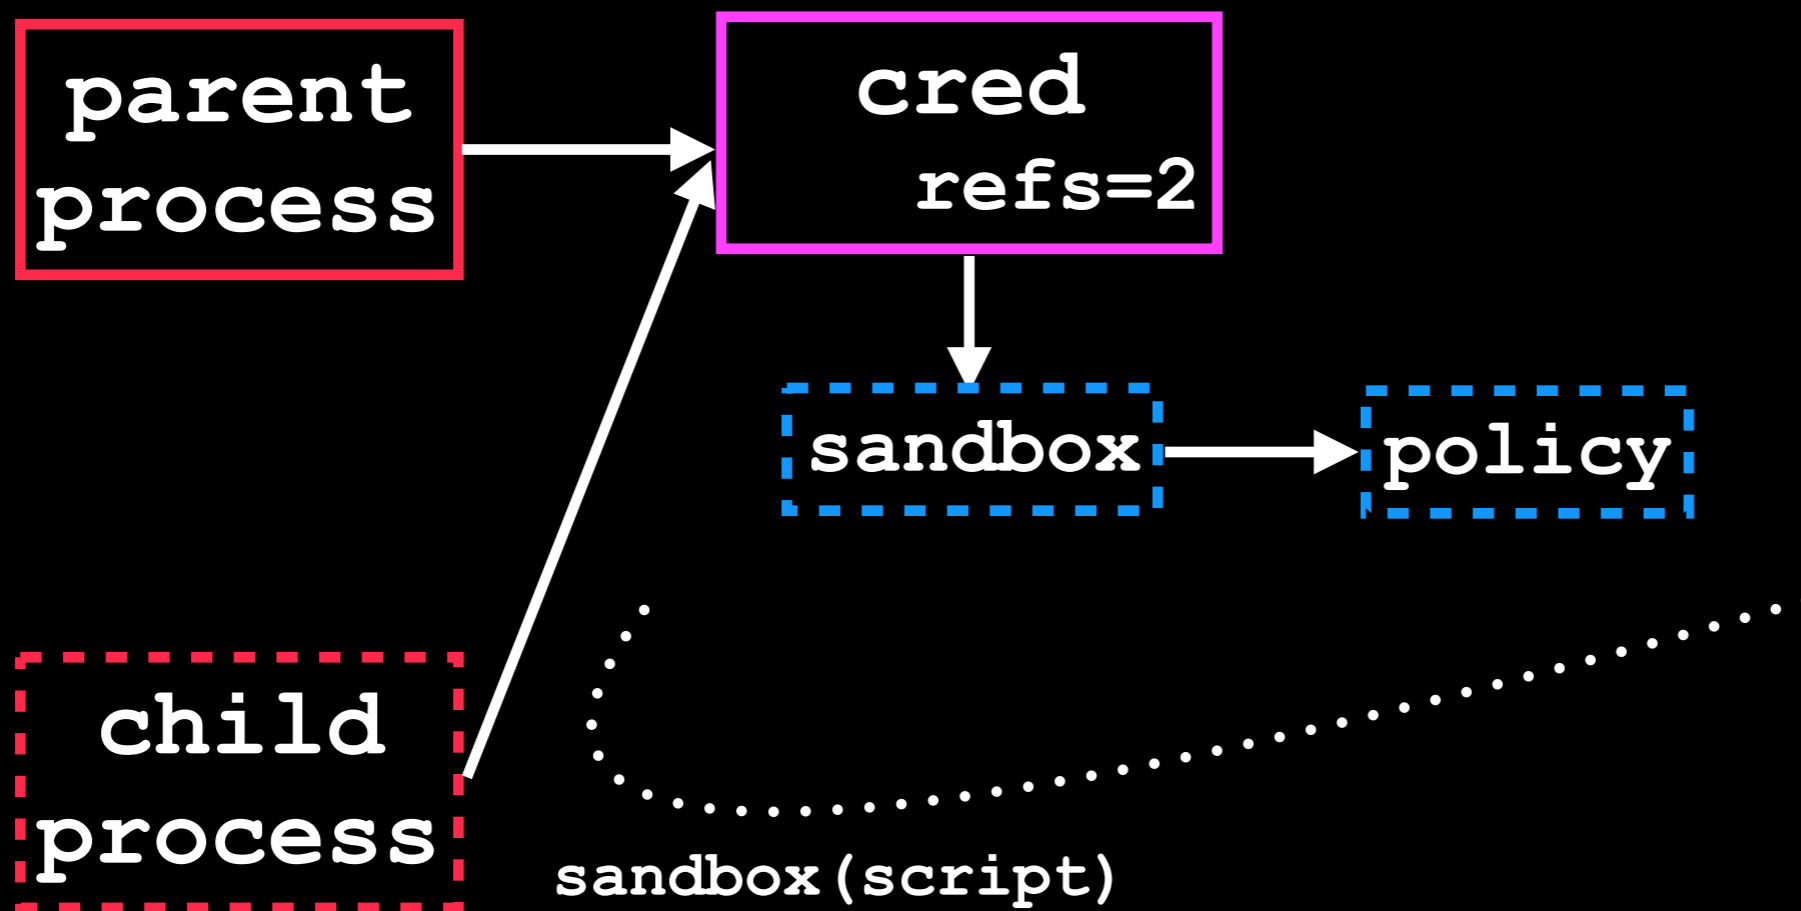 parent
process
cred
refs=2
sandbox
policy
child
process
sandbox(script)